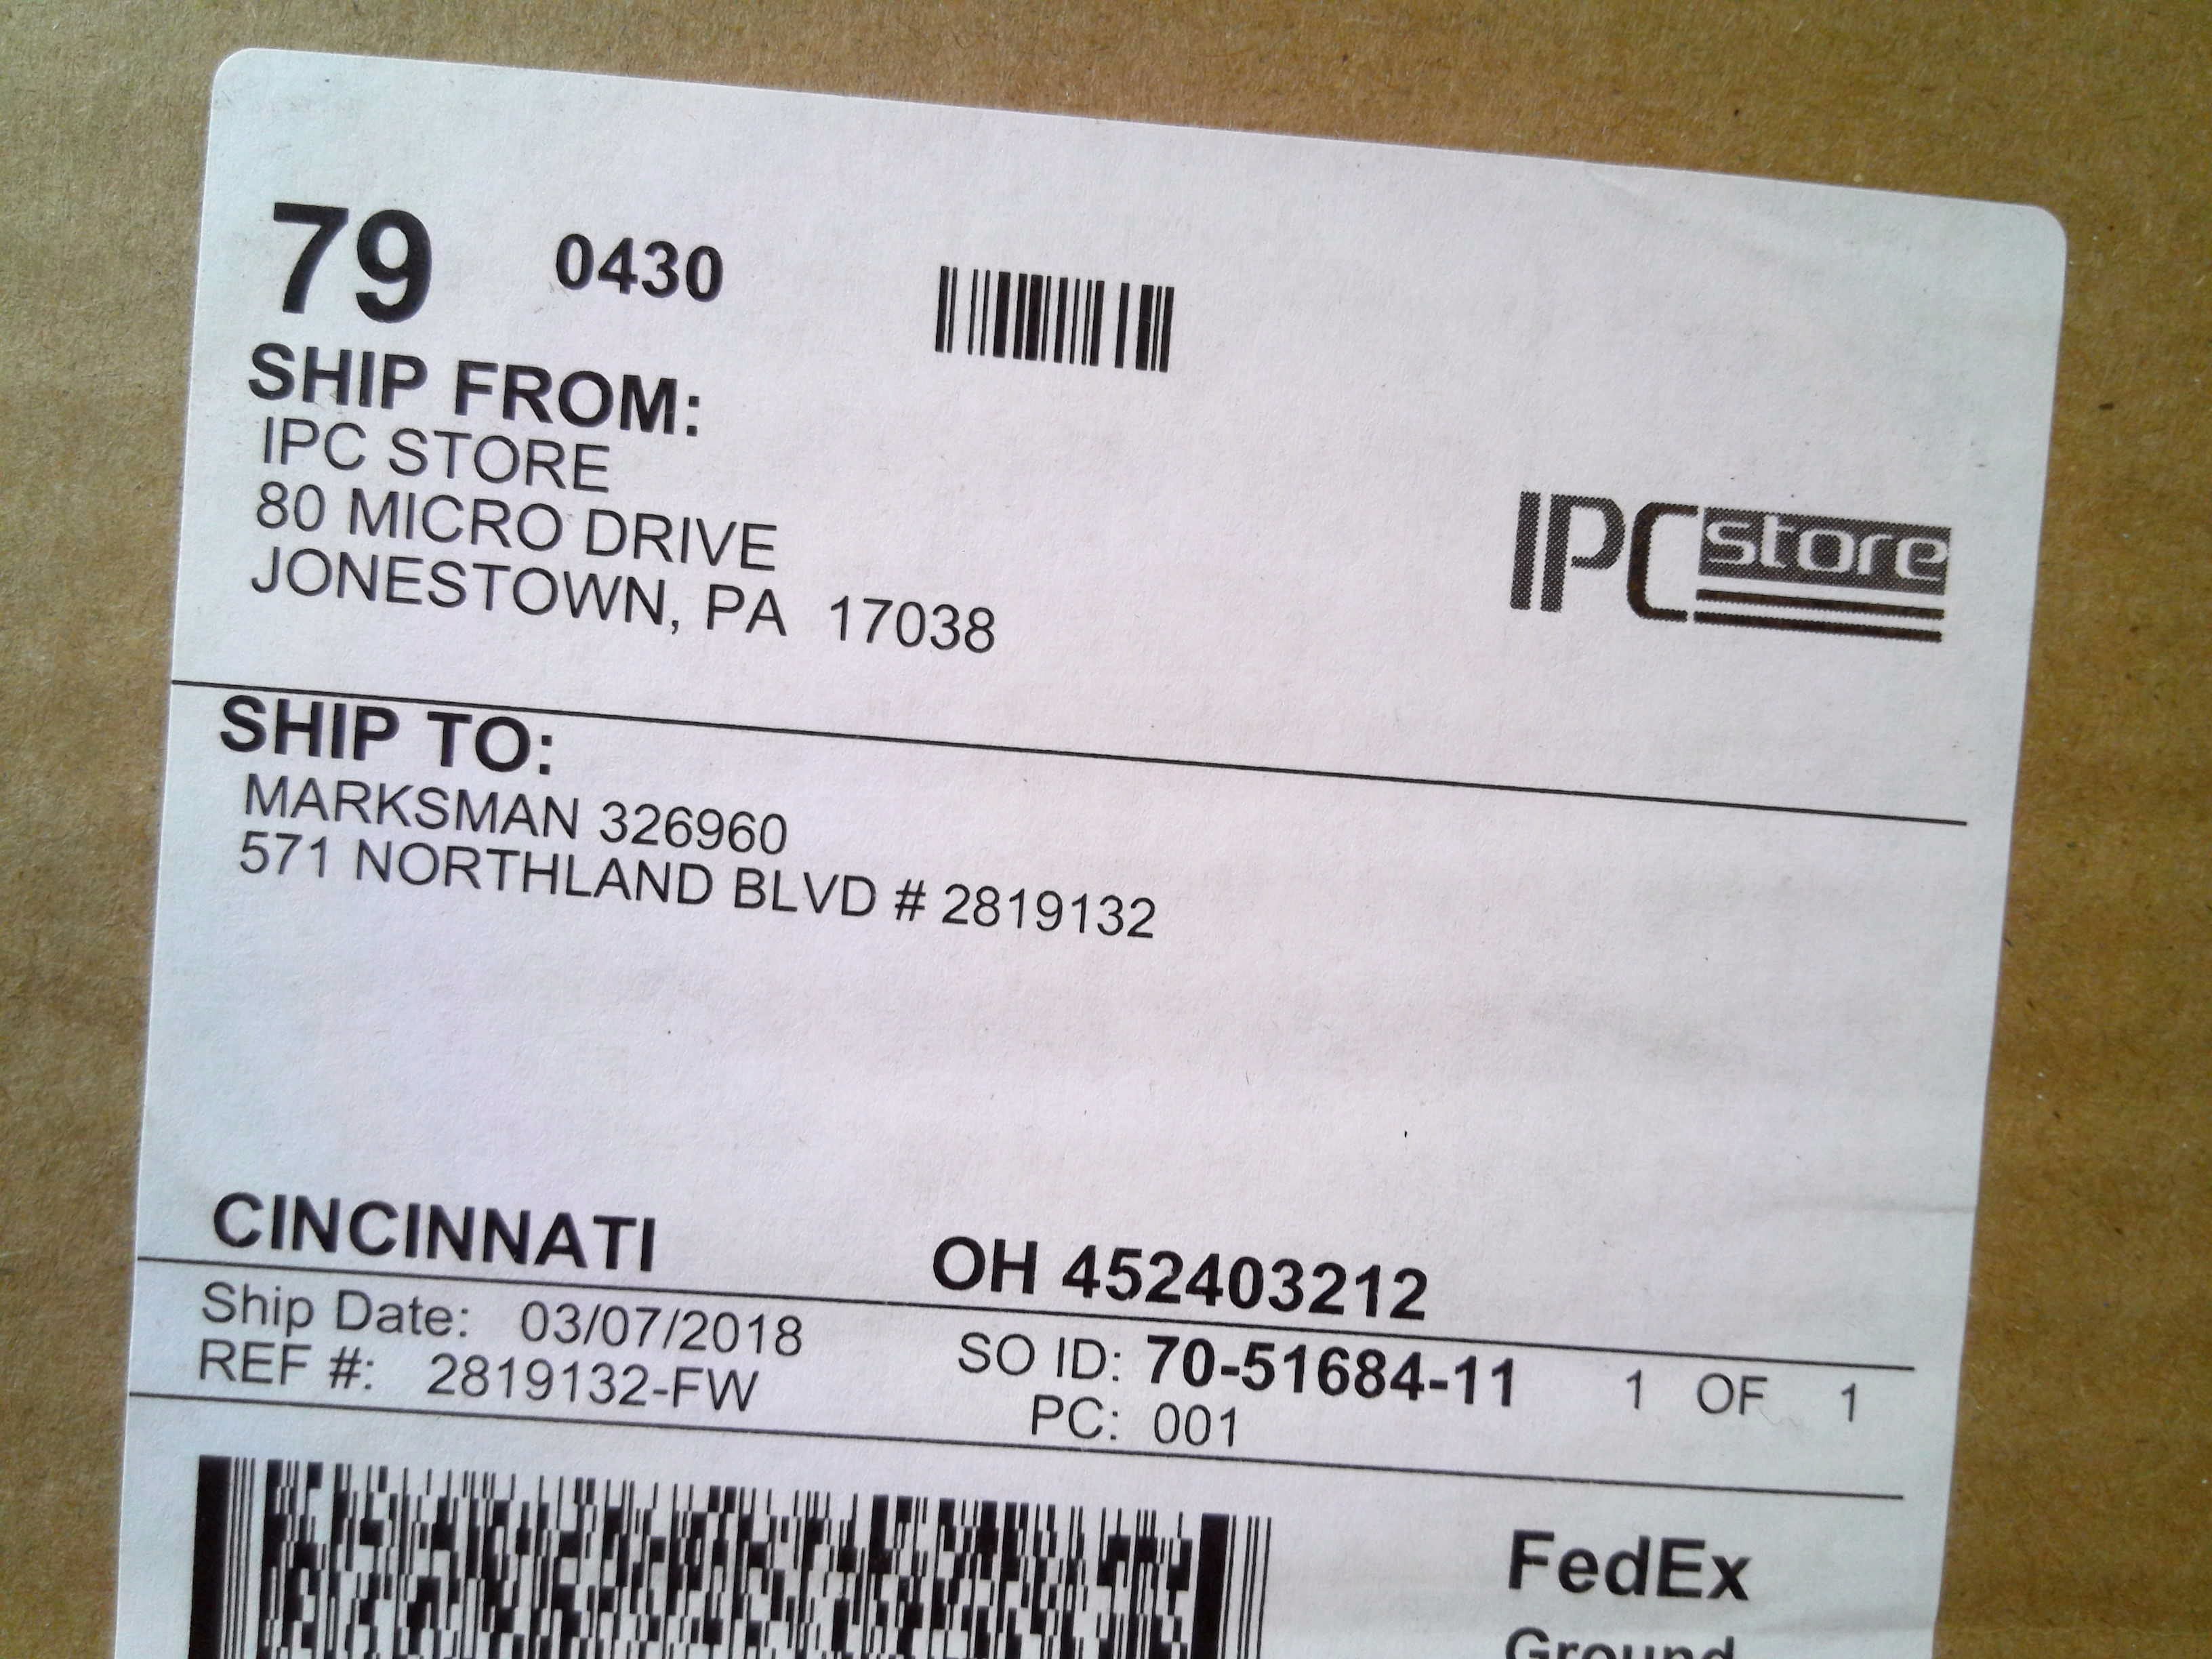 79 0430
SHIP FROM:
IPC STORE
80 MICRO DRIVE
JONESTOWN, PA 17038
IPC store
SHIP TO:
MARKSMAN 326960
571 NORTHLAND BLVD # 2819132
CINCINNATI OH 452403212
Ship Date: 03/07/2018 SO ID: 70-51684-11 1 OF 1
REF #: 2819132-FW PC: 001
FedEx
Ground